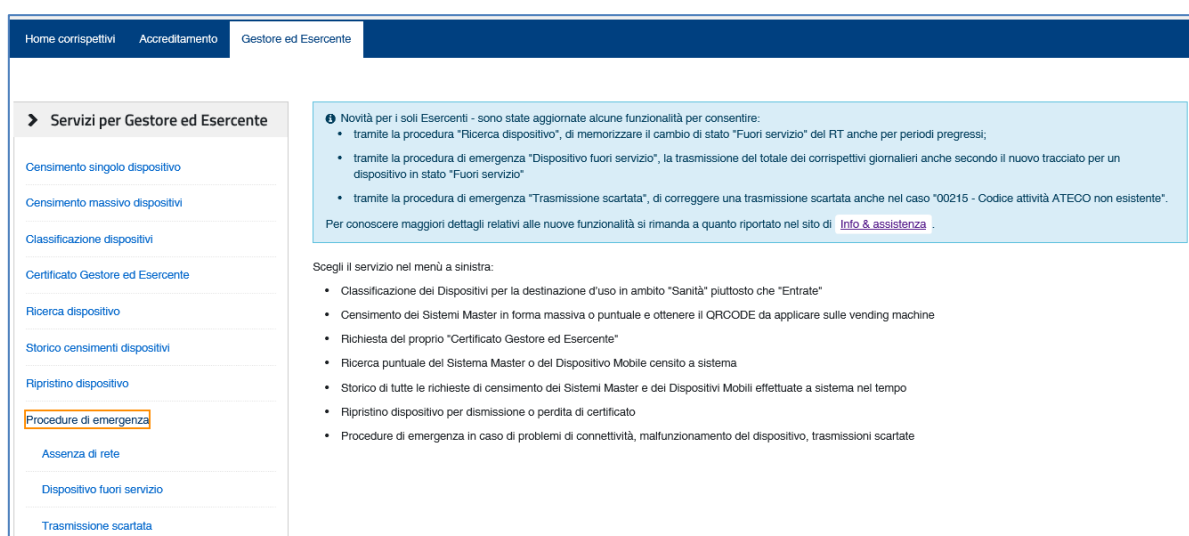 Home corrispettivi Accreditamento Gestore ed Esercente
Servizi per Gestore ed Esercente
Censimento singolo dispositivo
Censimento massivo dispositivi
Classificazione dispositivi
Certificato Gestore ed Esercente
Ricerca dispositivo
Storico censimenti dispositivi
Ripristino dispositivo
Procedure di emergenza
Assenza di rete
Dispositivo fuori servizio
Trasmissione scartata
Novità per i soli Esercenti - sono state aggiornate alcune funzionalità per consentire:
• tramite la procedura "Ricerca dispositivo", di memorizzare il cambio di stato "Fuori servizio" del RT anche per periodi pregressi;
• tramite la procedura di emergenza "Dispositivo fuori servizio", la trasmissione del totale dei corrispettivi giornalieri anche secondo il nuovo tracciato per un
dispositivo in stato "Fuori servizio"
• tramite la procedura di emergenza "Trasmissione scartata", di correggere una trasmissione scartata anche nel caso "00215 - Codice attività ATECO non esistente".
Per conoscere maggiori dettagli relativi alle nuove funzionalità si rimanda a quanto riportato nel sito di Info & assistenza .
Scegli il servizio nel menù a sinistra:
• Classificazione dei Dispositivi per la destinazione d'uso in ambito "Sanità" piuttosto che "Entrate"
• Censimento dei Sistemi Master in forma massiva o puntuale e ottenere il QRCODE da applicare sulle vending machine
• Richiesta del proprio "Certificato Gestore ed Esercente"
• Ricerca puntuale del Sistema Master o del Dispositivo Mobile censito a sistema
• Storico di tutte le richieste di censimento dei Sistemi Master e dei Dispositivi Mobili effettuate a sistema nel tempo
• Ripristino dispositivo per dismissione o perdita di certificato
• Procedure di emergenza in caso di problemi di connettività, malfunzionamento del dispositivo, trasmissioni scartate